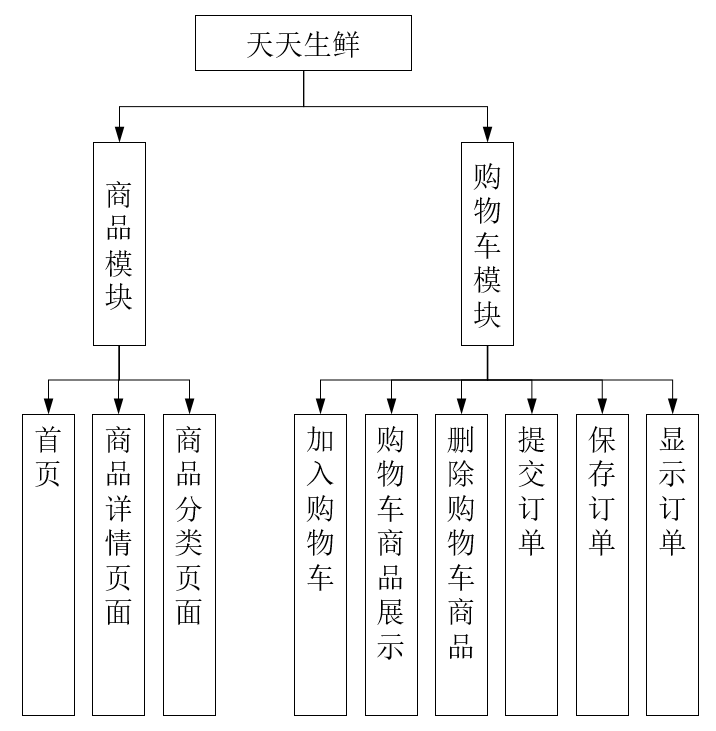 天天生鲜
商品模块
购物车模块
首页
商品详情页面
商品分类页面
加入购物车
购物车商品展示
删除购物车商品
提交订单
保存订单
显示订单